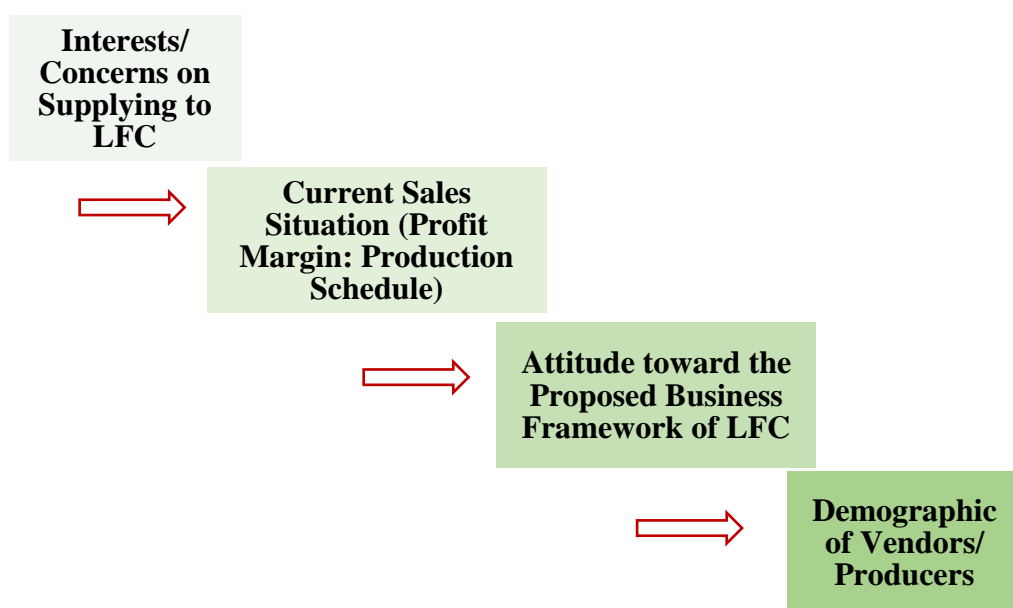 Interests/
Concerns on
Supplying to
LFC
Current Sales
Situation (Profit
Margin: Production
Schedule)
Attitude toward the
Proposed Business
Framework of LFC
Demographic
of Vendors/
Producers